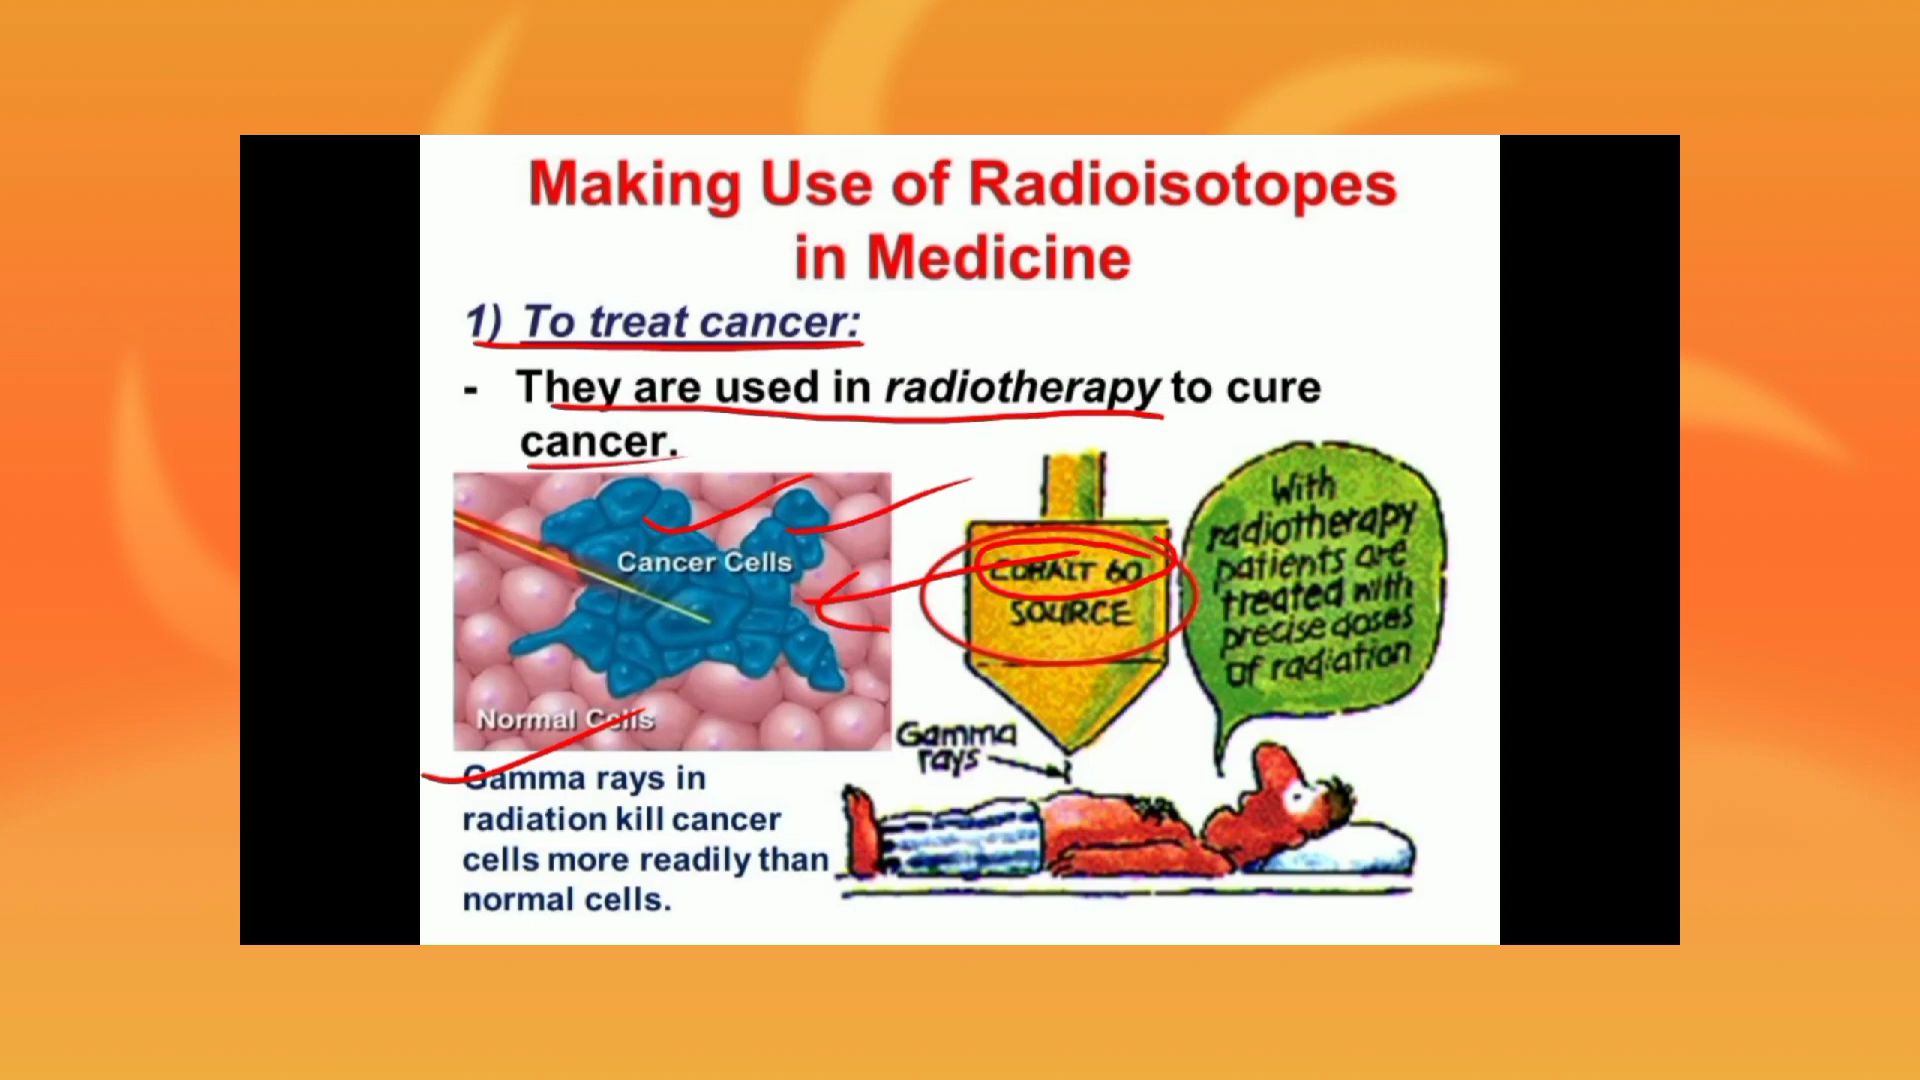 Making Use of Radioisotopes
in Medicine
1) To treat cancer:
- They are used in radiotherapy to cure
cancer.
Cancer Cells
Normal Cells
Gamma rays in
radiation kill cancer
cells more readily than
normal cells.
COBALT 60
SOURCE
Gamma
rays
With
radiotherapy
patients are
treated with
precise doses
of radiation